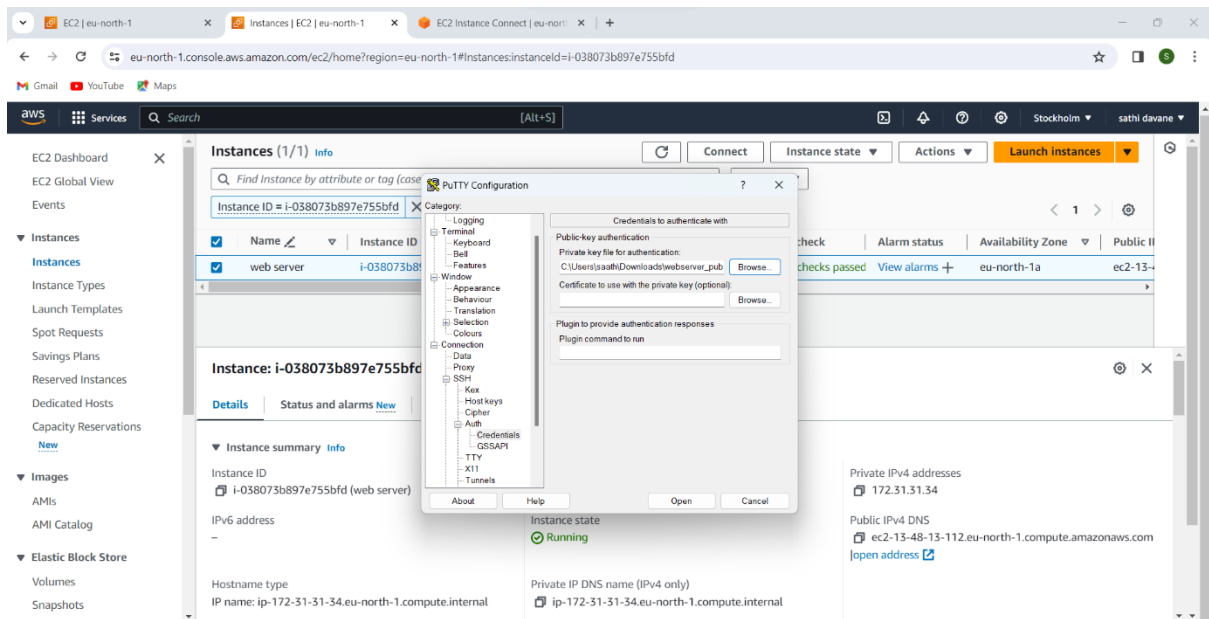 EC2 | eu-north-1
Instances | EC2 | eu-north-1
EC2 Instance Connect | eu-nort
eu-north-1.console.aws.amazon.com/ec2/home?region=eu-north-1#Instances:instanceId=i-038073b897e755bfd
S
Gmail YouTube Maps
aws Services Search [Alt+S] Stockholm sathi davane
EC2 Dashboard
EC2 Global View
Events
Instances
Instances
Instance Types
Launch Templates
Spot Requests
Savings Plans
Reserved Instances
Dedicated Hosts
Capacity Reservations
New
Images
AMIs
AMI Catalog
Elastic Block Store
Volumes
Snapshots
Instances (1/1) Info
Connect Instance state Actions Launch instances
Find Instance by attribute or tag (case
Instance ID = i-038073b897e755bfd
1
Name Instance ID check Alarm status Availability Zone Public I
web server i-038073b89 checks passed View alarms + eu-north-1a ec2-13-4
PuTTY Configuration ?
Category:
Logging
Terminal
Keyboard
Bell
Features
Window
Appearance
Behaviour
Translation
Selection
Colours
Connection
Data
Proxy
SSH
Kex
Host keys
Cipher
Auth
Credentials
GSSAPI
TTY
X11
Tunnels
Credentials to authenticate with
Public-key authentication
Private key file for authentication:
C:\Users\saath\Downloads\webserver_pub Browse...
Certificate to use with the private key (optional):
Browse...
Plugin to provide authentication responses
Plugin command to run
About Help Open Cancel
Instance: i-038073b897e755bfd
Details Status and alarms New
Instance summary Info
Instance ID
i-038073b897e755bfd (web server)
IPv6 address
–
Hostname type
IP name: ip-172-31-31-34.eu-north-1.compute.internal
Instance state
Running
Private IP DNS name (IPv4 only)
ip-172-31-31-34.eu-north-1.compute.internal
Private IPv4 addresses
172.31.31.34
Public IPv4 DNS
ec2-13-48-13-112.eu-north-1.compute.amazonaws.com
|open address